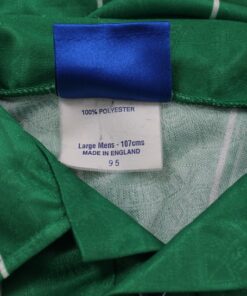 100% POLYESTER
Large Mens - 107cms
MADE IN ENGLAND
95